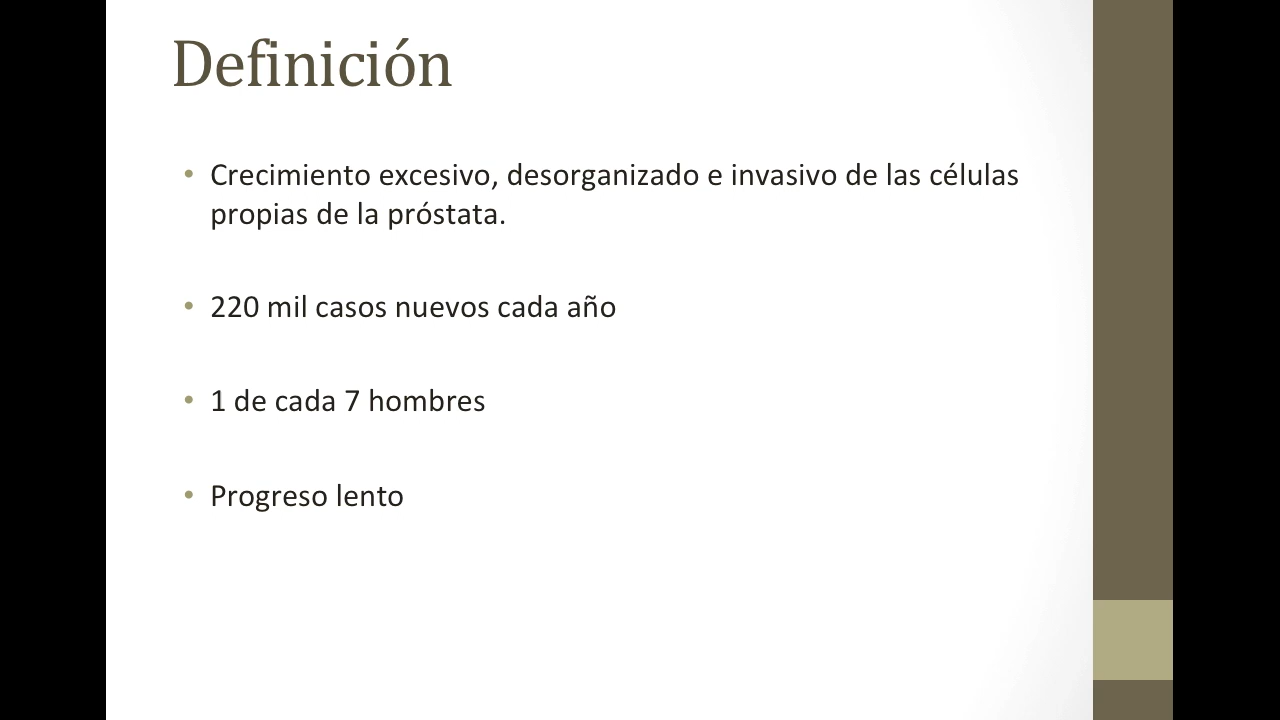 Definición
• Crecimiento excesivo, desorganizado e invasivo de las células
propias de la próstata.
• 220 mil casos nuevos cada año
• 1 de cada 7 hombres
• Progreso lento